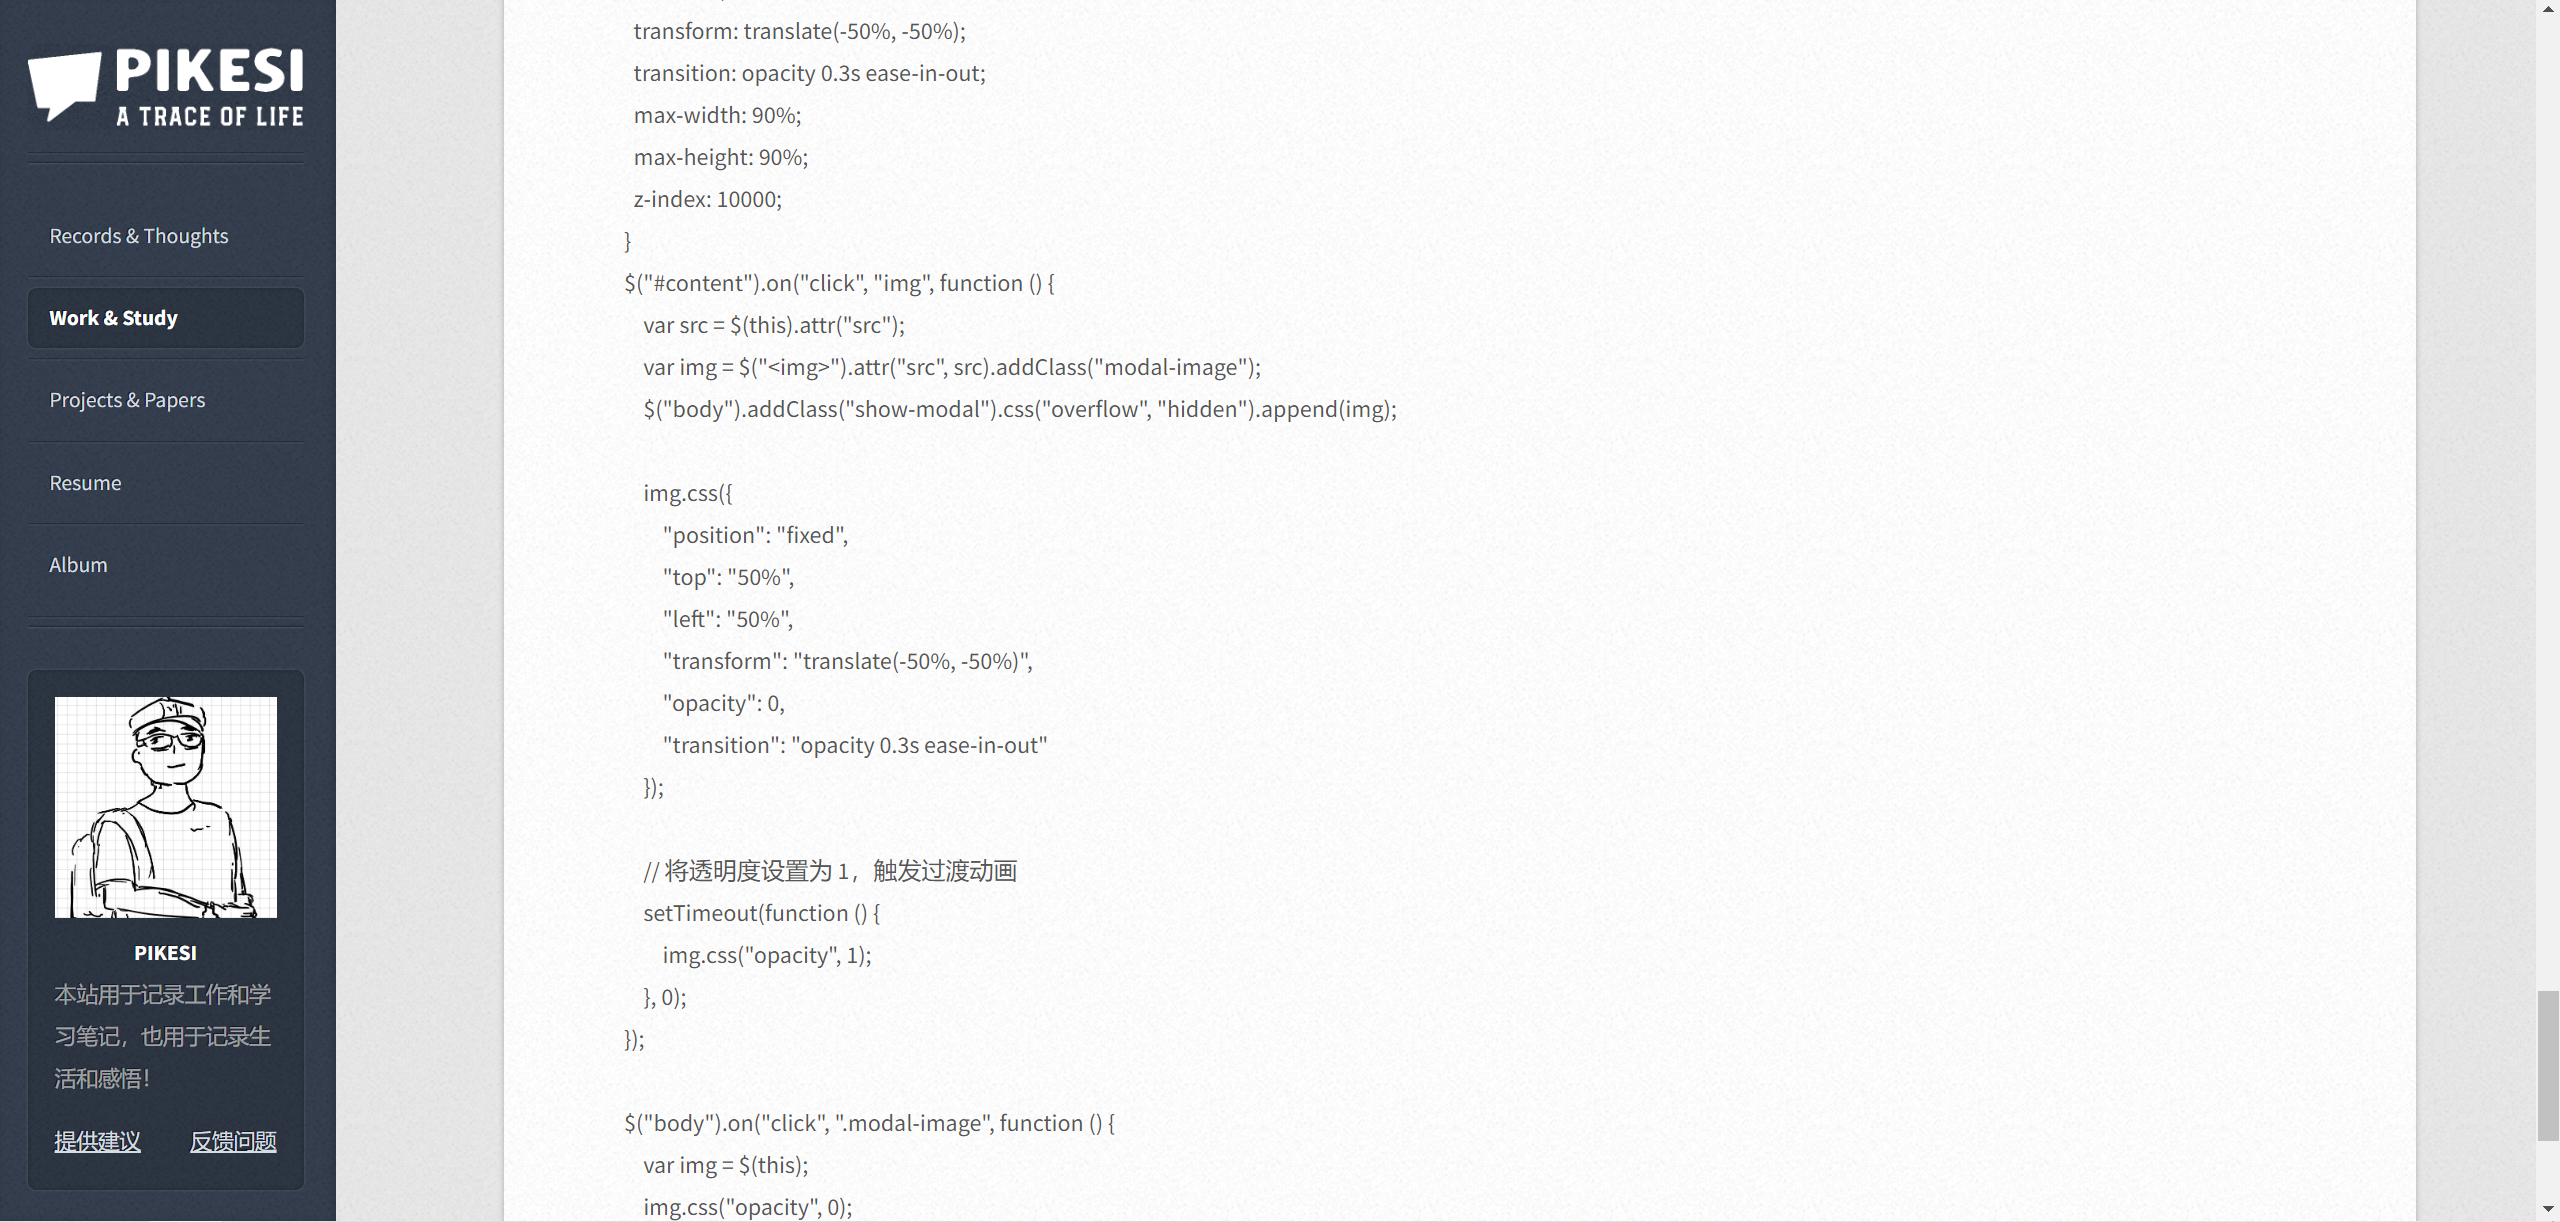 PIKESI
A TRACE OF LIFE
Records & Thoughts
Work & Study
Projects & Papers
Resume
Album
PIKESI
本站用于记录工作和学
习笔记，也用于记录生
活和感悟！
提供建议 反馈问题
transform: translate(-50%, -50%);
transition: opacity 0.3s ease-in-out;
max-width: 90%;
max-height: 90%;
z-index: 10000;
}
$("#content").on("click", "img", function () {
var src = $(this).attr("src");
var img = $("<img>").attr("src", src).addClass("modal-image");
$("body").addClass("show-modal").css("overflow", "hidden").append(img);
img.css({
"position": "fixed",
"top": "50%",
"left": "50%",
"transform": "translate(-50%, -50%)",
"opacity": 0,
"transition": "opacity 0.3s ease-in-out"
});
// 将透明度设置为 1，触发过渡动画
setTimeout(function () {
img.css("opacity", 1);
}, 0);
});
$("body").on("click", ".modal-image", function () {
var img = $(this);
img.css("opacity", 0);